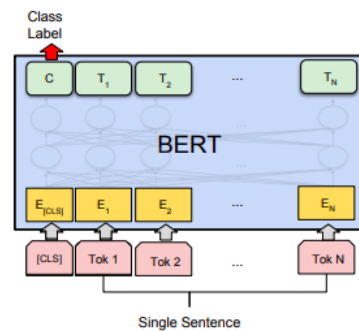 Class
Label
C T1 T2 ... TN
...
BERT
...
E[CLS] E1 E2 ... EN
[CLS] Tok 1 Tok 2 ... Tok N
Single Sentence